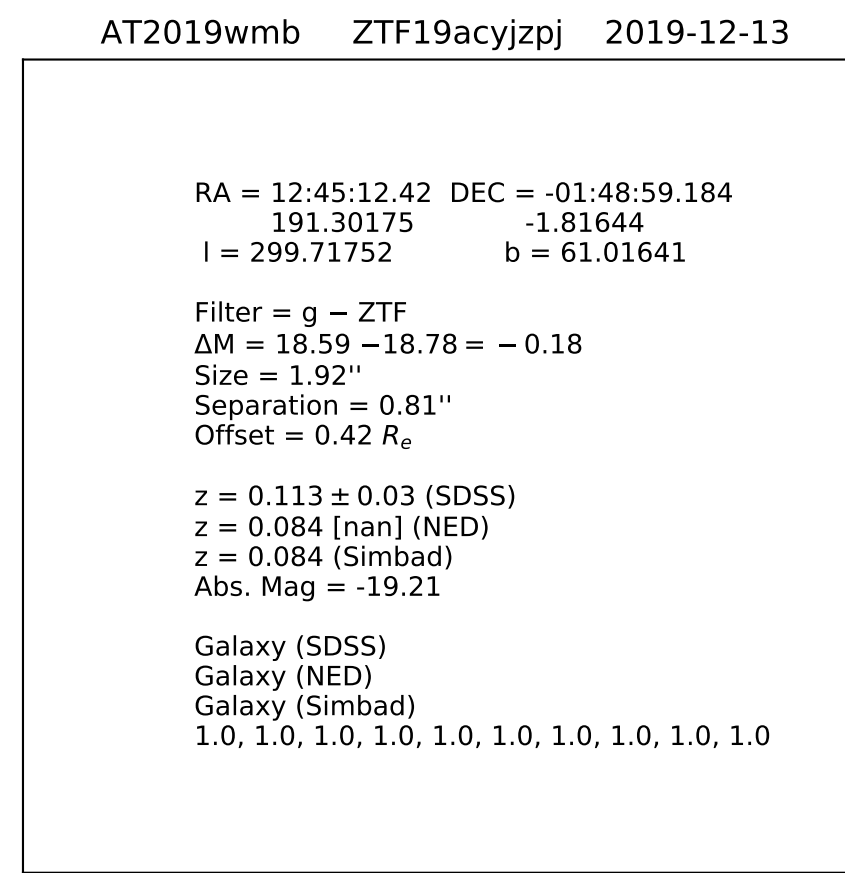 AT2019wmb ZTF19acyjzpj 2019-12-13
RA = 12:45:12.42 DEC = -01:48:59.184
191.30175 -1.81644
l = 299.71752 b = 61.01641
Filter = g − ZTF
ΔM = 18.59 −18.78 = − 0.18
Size = 1.92''
Separation = 0.81''
Offset = 0.42 Rₑ
z = 0.113 ± 0.03 (SDSS)
z = 0.084 [nan] (NED)
z = 0.084 (Simbad)
Abs. Mag = -19.21
Galaxy (SDSS)
Galaxy (NED)
Galaxy (Simbad)
1.0, 1.0, 1.0, 1.0, 1.0, 1.0, 1.0, 1.0, 1.0, 1.0